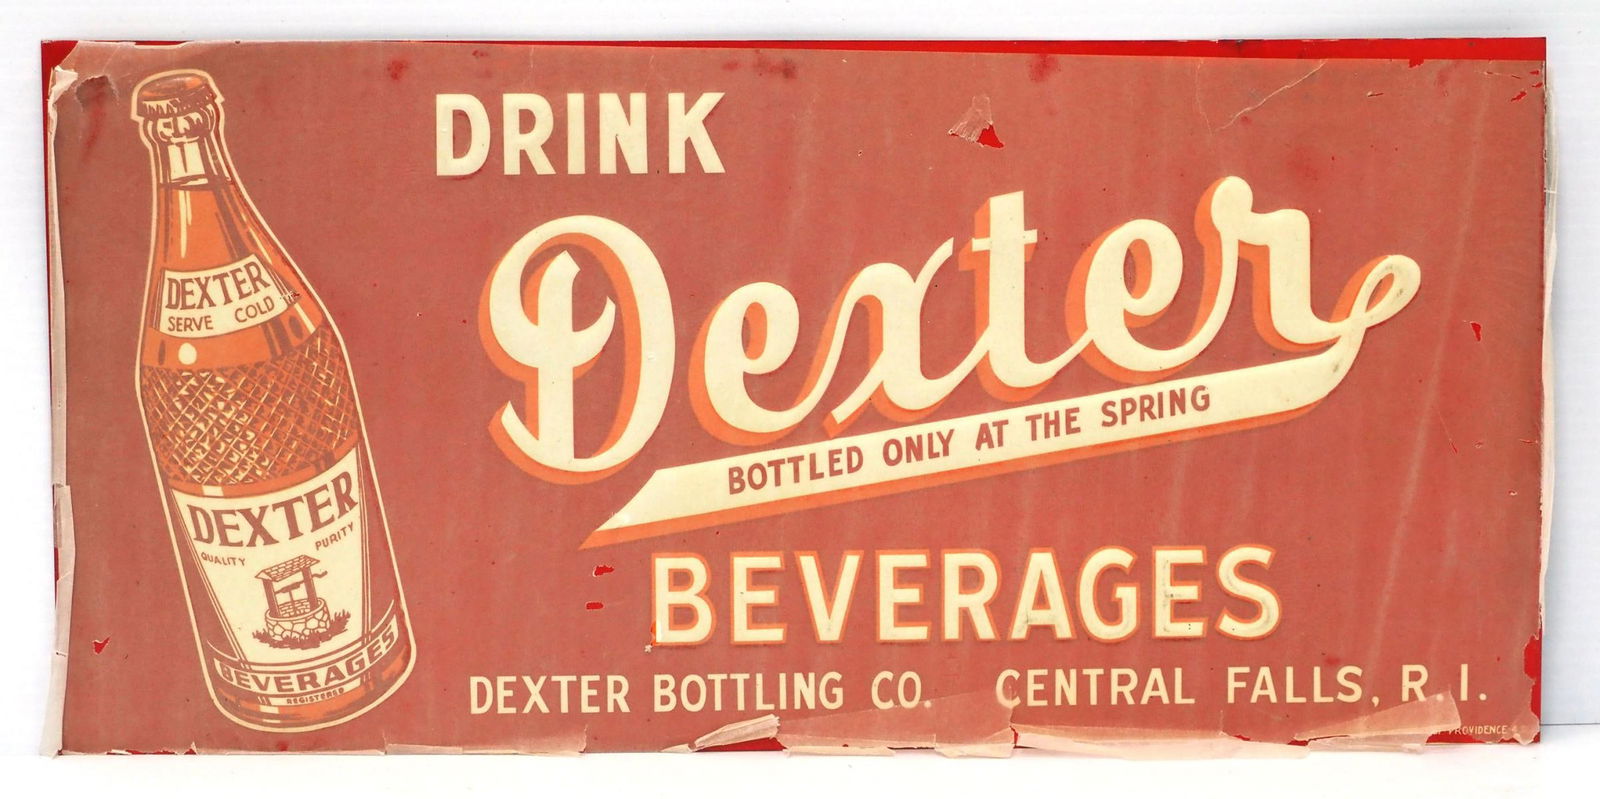 DRINK
Dexter
BOTTLED ONLY AT THE SPRING
BEVERAGES
DEXTER BOTTLING CO. CENTRAL FALLS, R.I.
PROVIDENCE
DEXTER
SERVE COLD
DEXTER
QUALITY PURITY
BEVERAGES
REGISTERED